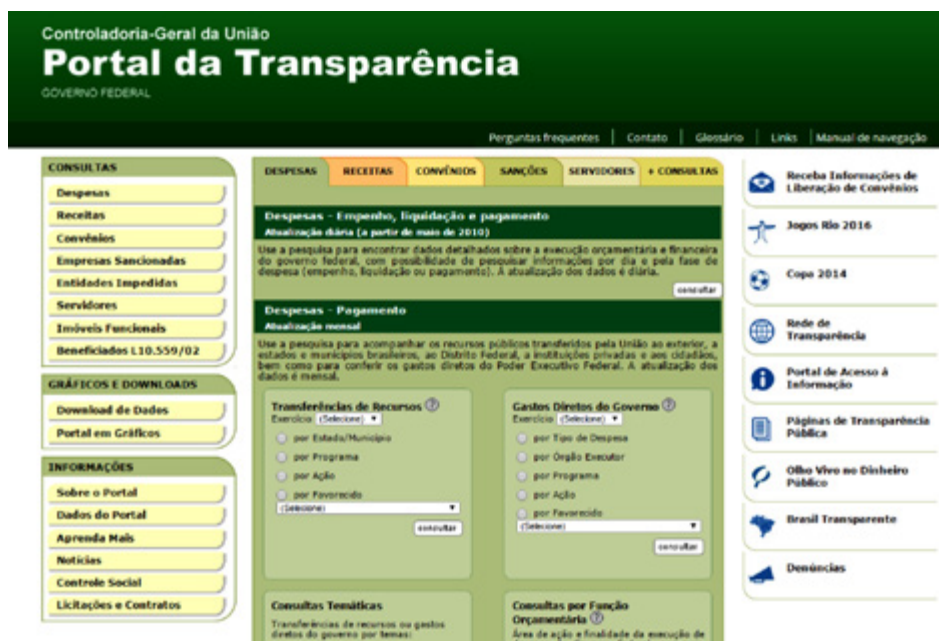 Controladoria-Geral da União
Portal da Transparência
GOVERNO FEDERAL
Perguntas frequentes | Contato | Glossário | Links | Manual de navegação
CONSULTAS
Despesas
Receitas
Convênios
Empresas Sancionadas
Entidades Impedidas
Servidores
Imóveis Funcionais
Beneficiados L10.559/02
GRÁFICOS E DOWNLOADS
Download de Dados
Portal em Gráficos
INFORMAÇÕES
Sobre o Portal
Dados do Portal
Aprenda Mais
Notícias
Controle Social
Licitações e Contratos
DESPESAS RECEITAS CONVÊNIOS SANÇÕES SERVIDORES + CONSULTAS
Despesas - Empenho, liquidação e pagamento
Atualização diária (a partir de maio de 2010)
Use a pesquisa para encontrar dados detalhados sobre a execução orçamentária e financeira
do governo federal, com possibilidade de pesquisar informações por dia e pela fase de
despesa (empenho, liquidação ou pagamento). A atualização dos dados é diária.
consultar
Despesas - Pagamento
Atualização mensal
Use a pesquisa para acompanhar os recursos públicos transferidos pela União ao exterior, a
estados e municípios brasileiros, ao Distrito Federal, a instituições privadas e aos cidadãos,
bem como para conferir os gastos diretos do Poder Executivo Federal. A atualização dos
dados é mensal.
Transferências de Recursos ?
Exercício (Selecione)
por Estado/Município
por Programa
por Ação
por Favorecido
(Selecione)
consultar
Gastos Diretos do Governo ?
Exercício (Selecione)
por Tipo de Despesa
por Órgão Executor
por Programa
por Ação
por Favorecido
(Selecione)
consultar
Consultas Temáticas
Transferências de recursos ou gastos
diretos do governo por temas:
Consultas por Função
Orçamentária ?
Área de ação e finalidade da execução de
Receba Informações de
Liberação de Convênios
Jogos Rio 2016
Copa 2014
Rede de
Transparência
Portal de Acesso à
Informação
Páginas de Transparência
Pública
Olho Vivo no Dinheiro
Público
Brasil Transparente
Denúncias